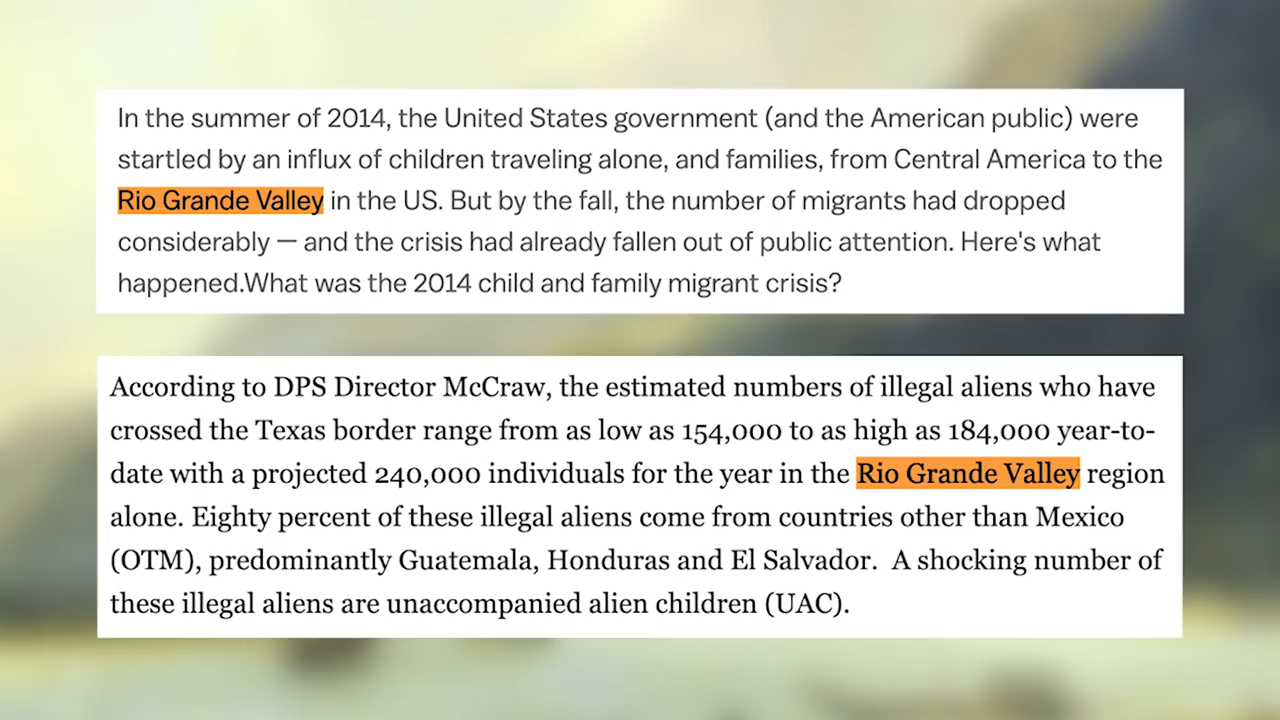 In the summer of 2014, the United States government (and the American public) were
startled by an influx of children traveling alone, and families, from Central America to the
Rio Grande Valley in the US. But by the fall, the number of migrants had dropped
considerably — and the crisis had already fallen out of public attention. Here's what
happened.What was the 2014 child and family migrant crisis?
According to DPS Director McCraw, the estimated numbers of illegal aliens who have
crossed the Texas border range from as low as 154,000 to as high as 184,000 year-to-
date with a projected 240,000 individuals for the year in the Rio Grande Valley region
alone. Eighty percent of these illegal aliens come from countries other than Mexico
(OTM), predominantly Guatemala, Honduras and El Salvador.  A shocking number of
these illegal aliens are unaccompanied alien children (UAC).